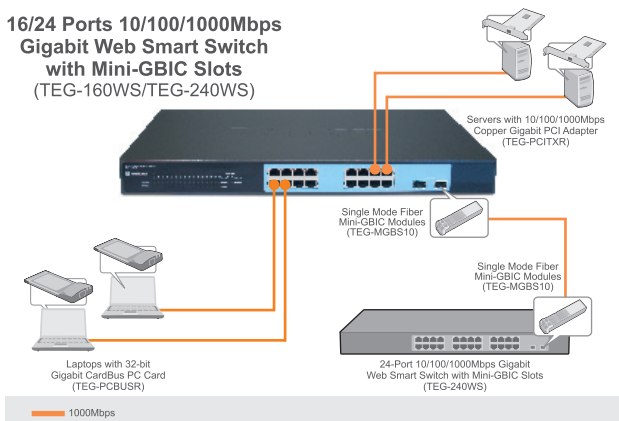 16/24 Ports 10/100/1000Mbps
Gigabit Web Smart Switch
with Mini-GBIC Slots
(TEG-160WS/TEG-240WS)
Servers with 10/100/1000Mbps
Copper Gigabit PCI Adapter
(TEG-PCITXR)
Single Mode Fiber
Mini-GBIC Modules
(TEG-MGBS10)
Single Mode Fiber
Mini-GBIC Modules
(TEG-MGBS10)
Laptops with 32-bit
Gigabit CardBus PC Card
(TEG-PCBUSR)
24-Port 10/100/1000Mbps Gigabit
Web Smart Switch with Mini-GBIC Slots
(TEG-240WS)
1000Mbps